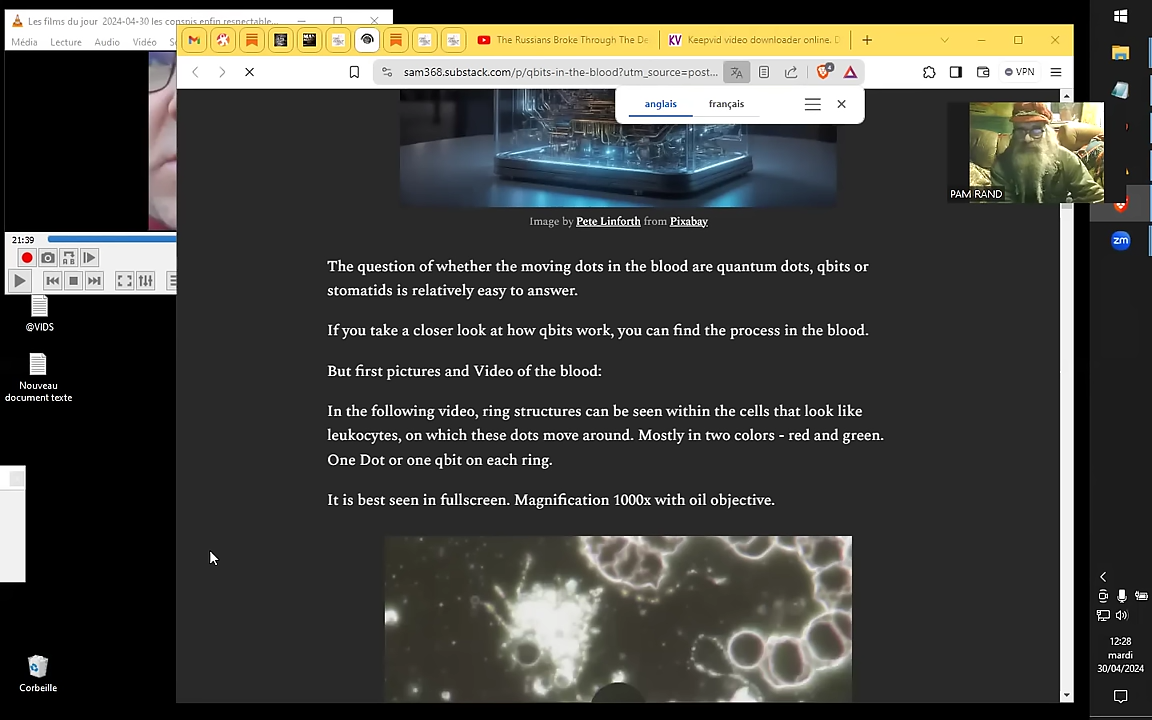 Les films du jour 2024-04-30 les conspis enfin respectable...
Média Lecture Audio Vidéo
21:39
The Russians Broke Through The De
KV Keepvid video downloader online. D
sam368.substack.com/p/qbits-in-the-blood?utm_source=post...
4
VPN
anglais français
PAM RAND
Image by Pete Linforth from Pixabay
The question of whether the moving dots in the blood are quantum dots, qbits or
stomatids is relatively easy to answer.
If you take a closer look at how qbits work, you can find the process in the blood.
But first pictures and Video of the blood:
In the following video, ring structures can be seen within the cells that look like
leukocytes, on which these dots move around. Mostly in two colors - red and green.
One Dot or one qbit on each ring.
It is best seen in fullscreen. Magnification 1000x with oil objective.
@VIDS
Nouveau
document texte
Corbeille
zm
12:28
mardi
30/04/2024